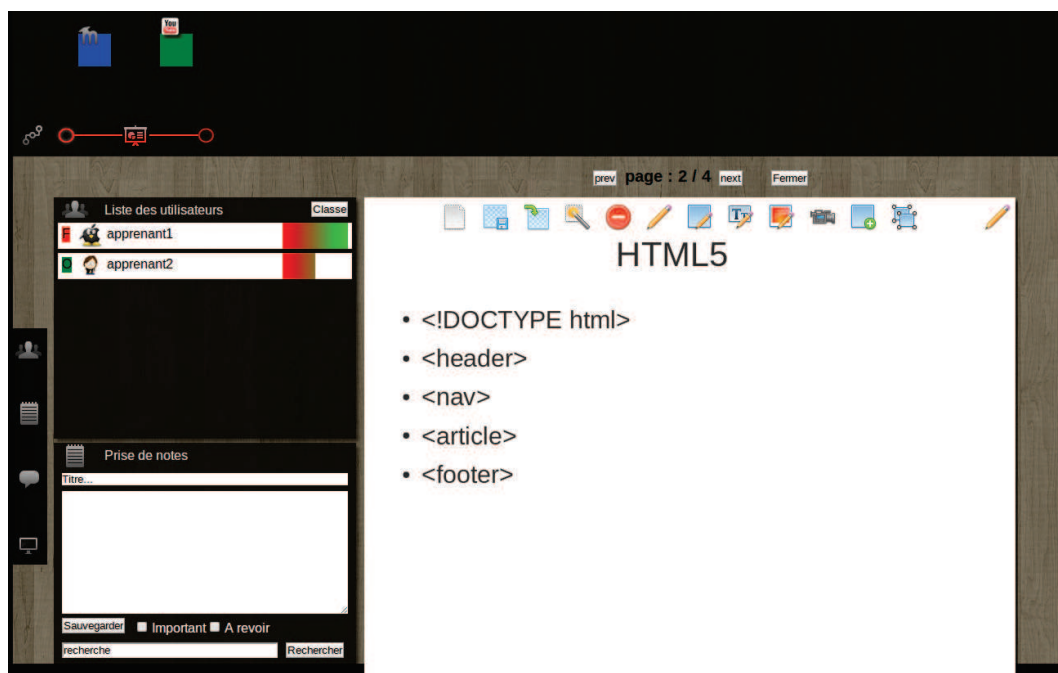 You
Tube
m
prev page : 2 / 4 next Fermer
Liste des utilisateurs Classe
F apprenant1
O apprenant2
HTML5
• <!DOCTYPE html>
• <header>
• <nav>
• <article>
• <footer>
Prise de notes
Titre...
Sauvegarder Important A revoir
recherche Rechercher